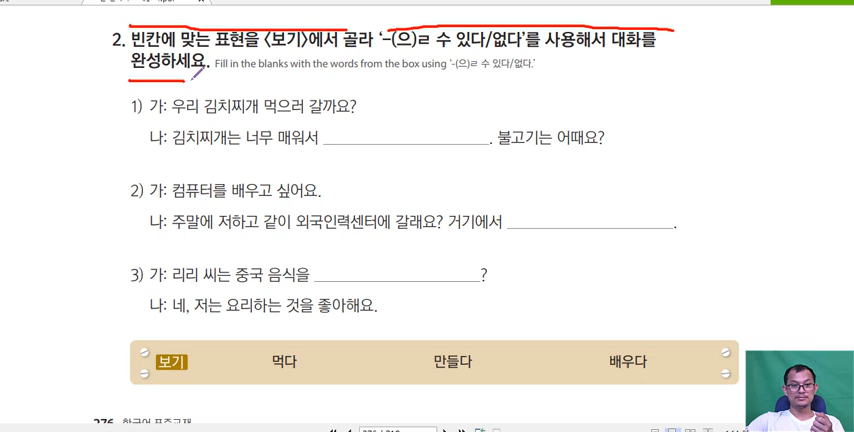 2. 빈칸에 맞는 표현을 <보기>에서 골라 '-(으)ㄹ 수 있다/없다'를 사용해서 대화를
완성하세요. Fill in the blanks with the words from the box using '-(으)ㄹ 수 있다/없다.'
1) 가: 우리 김치찌개 먹으러 갈까요?
나: 김치찌개는 너무 매워서 ____________________. 불고기는 어때요?
2) 가: 컴퓨터를 배우고 싶어요.
나: 주말에 저하고 같이 외국인력센터에 갈래요? 거기에서 ____________________.
3) 가: 리리 씨는 중국 음식을 ____________________?
나: 네, 저는 요리하는 것을 좋아해요.
보기 먹다 만들다 배우다
276 한국어 표준교재